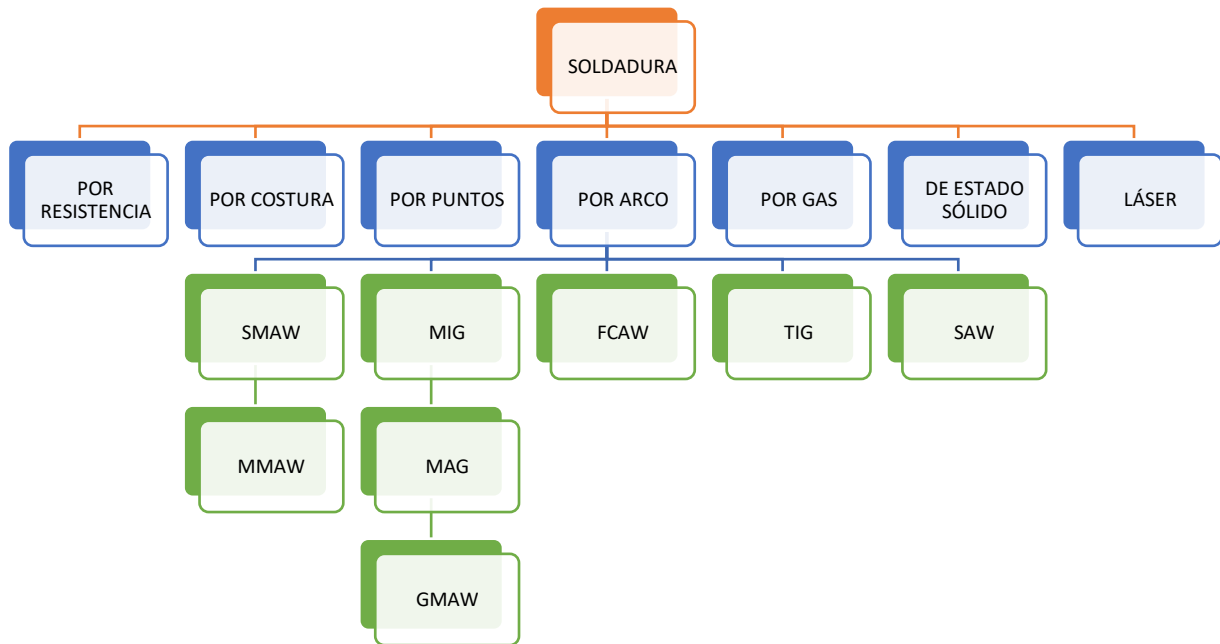 SOLDADURA
POR
RESISTENCIA
POR COSTURA
POR PUNTOS
POR ARCO
POR GAS
DE ESTADO
SÓLIDO
LÁSER
SMAW
MIG
FCAW
TIG
SAW
MMAW
MAG
GMAW